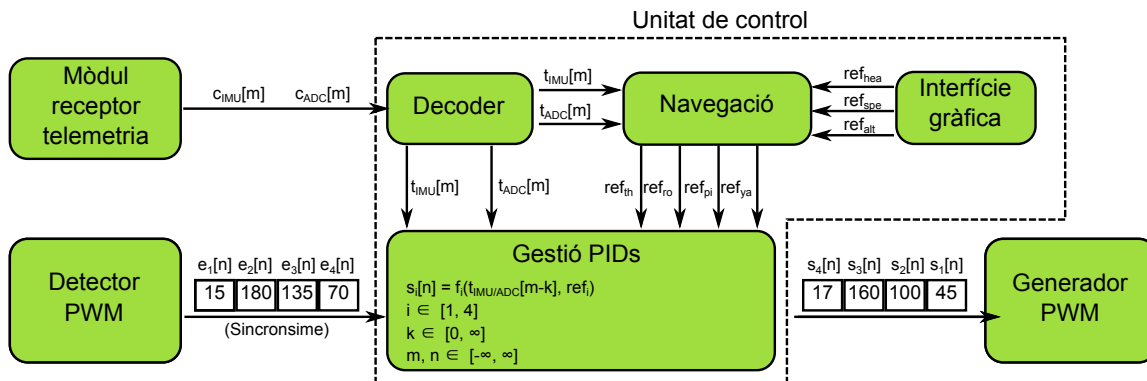 Unitat de control
Mòdul
receptor
telemetria
c_IMU[m] c_ADC[m]
Decoder
t_IMU[m]
t_ADC[m]
Navegació
ref_hea
ref_spe
ref_alt
Interfície
gràfica
t_IMU[m]
t_ADC[m]
ref_th
ref_ro
ref_pi
ref_ya
Detector
PWM
e₁[n] e₂[n] e₃[n] e₄[n]
15 180 135 70
(Sincronsime)
Gestió PIDs
s_i[n] = f_i(t_IMU/ADC[m-k], ref_i)
i ∈ [1, 4]
k ∈ [0, ∞]
m, n ∈ [-∞, ∞]
s₄[n] s₃[n] s₂[n] s₁[n]
17 160 100 45
Generador
PWM